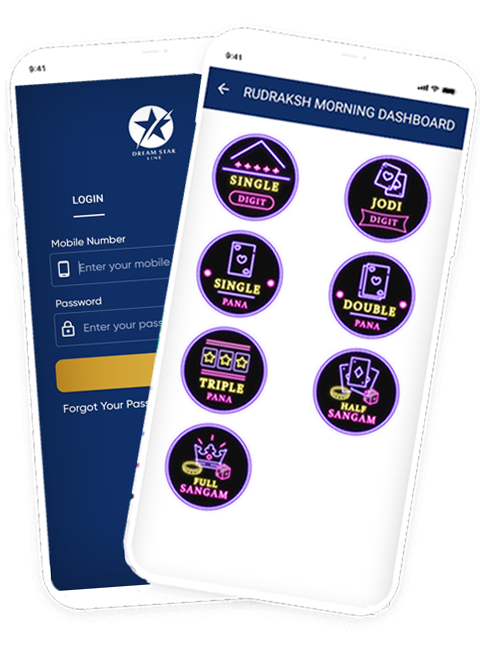 9:41
DREAM STAR
LINE
LOGIN
Mobile Number
Enter your mobile
Password
Enter your pass
Forgot Your Pass
9:41
RUDRAKSH MORNING DASHBOARD
SINGLE
DIGIT
JODI
DIGIT
SINGLE
PANA
DOUBLE
PANA
TRIPLE
PANA
HALF
SANGAM
FULL
SANGAM